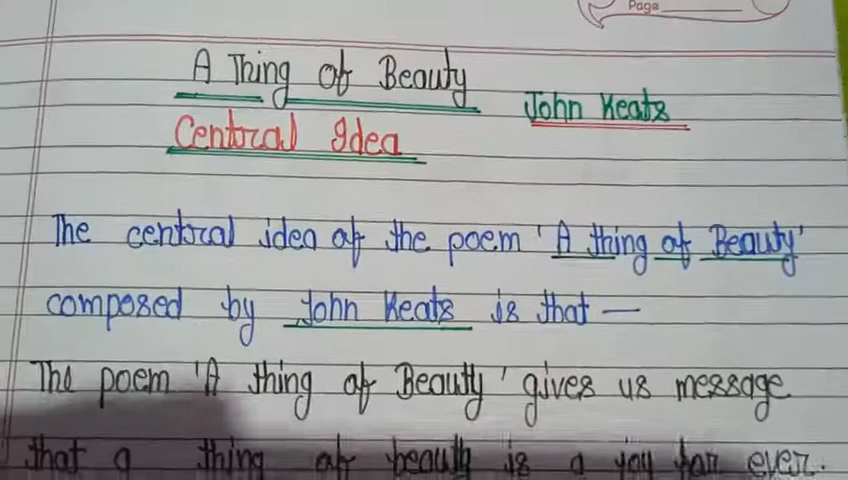 Page
A Thing of Beauty
John Keats
Central Idea
The central idea of the poem 'A thing of Beauty'
composed by John Keats is that —
The poem 'A thing of Beauty' gives us message
that a thing of beauty is a joy for ever.